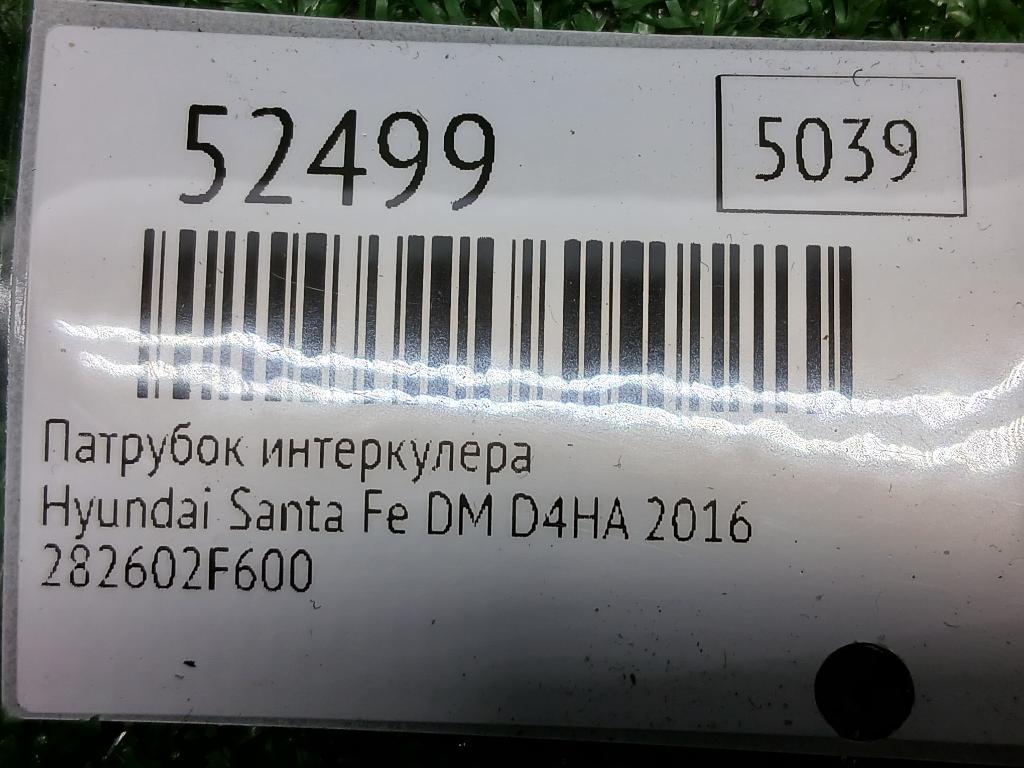 52499
5039
Патрубок интеркулера
Hyundai Santa Fe DM D4HA 2016
282602F600